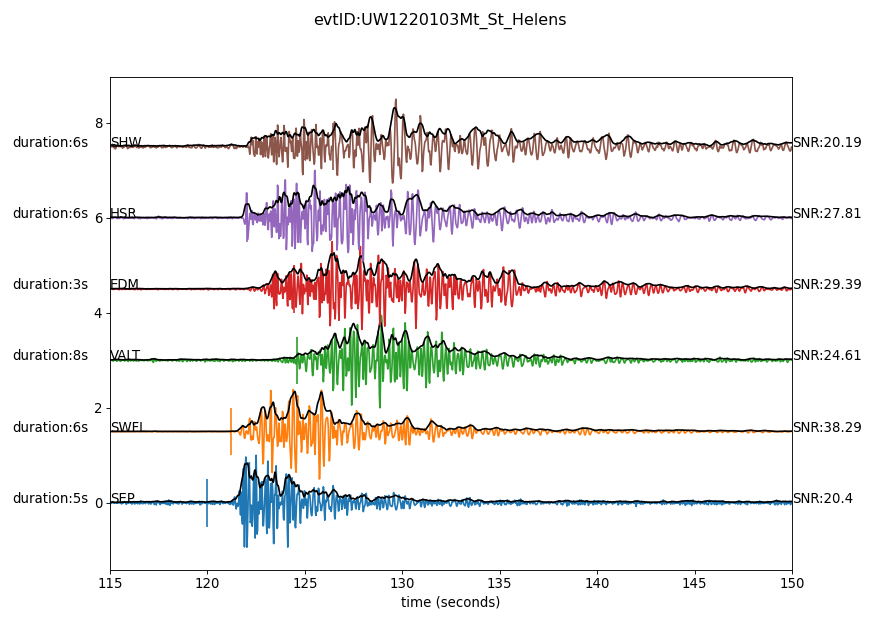 evtID:UW1220103Mt_St_Helens
8
duration:6s SHW SNR:20.19
duration:6s HSR SNR:27.81
6
duration:3s EDM SNR:29.39
4
duration:8s VALT SNR:24.61
2
duration:6s SWFL SNR:38.29
duration:5s SEP SNR:20.4
0
115 120 125 130 135 140 145 150
time (seconds)